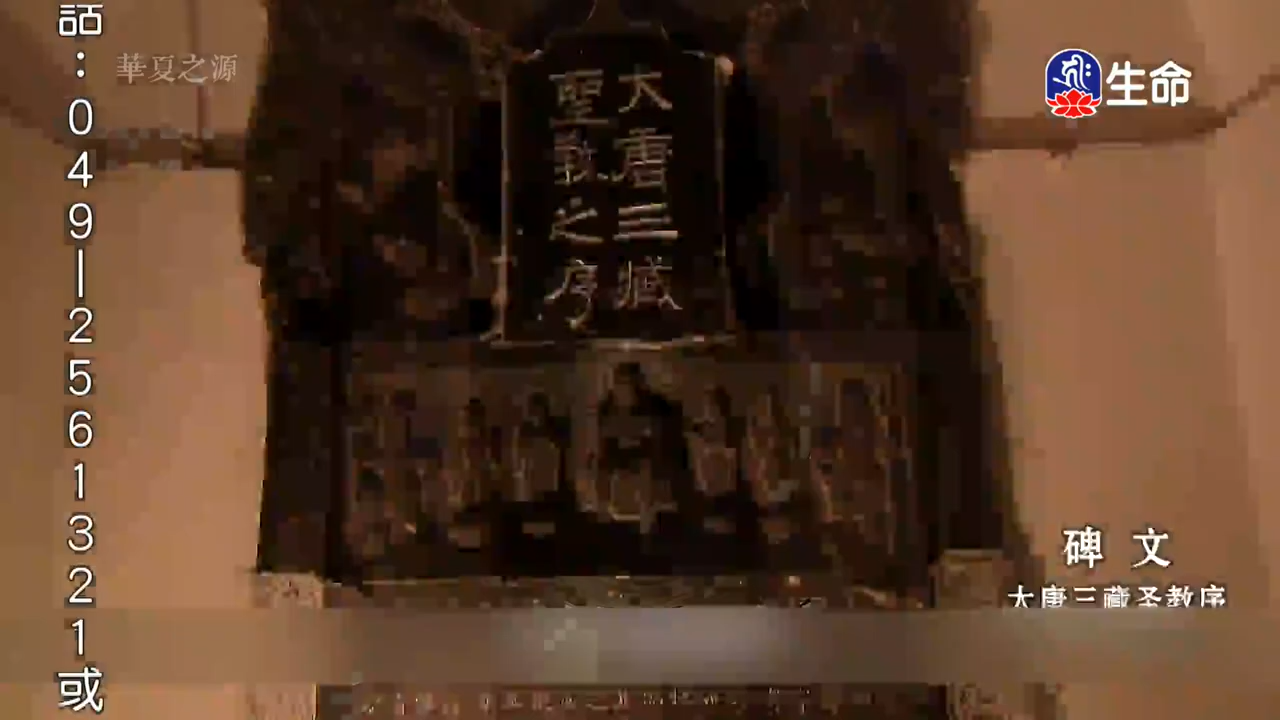 話：049-2561321或
華夏之源
生命
大唐三藏
聖教之序
碑文
大唐三藏圣教序